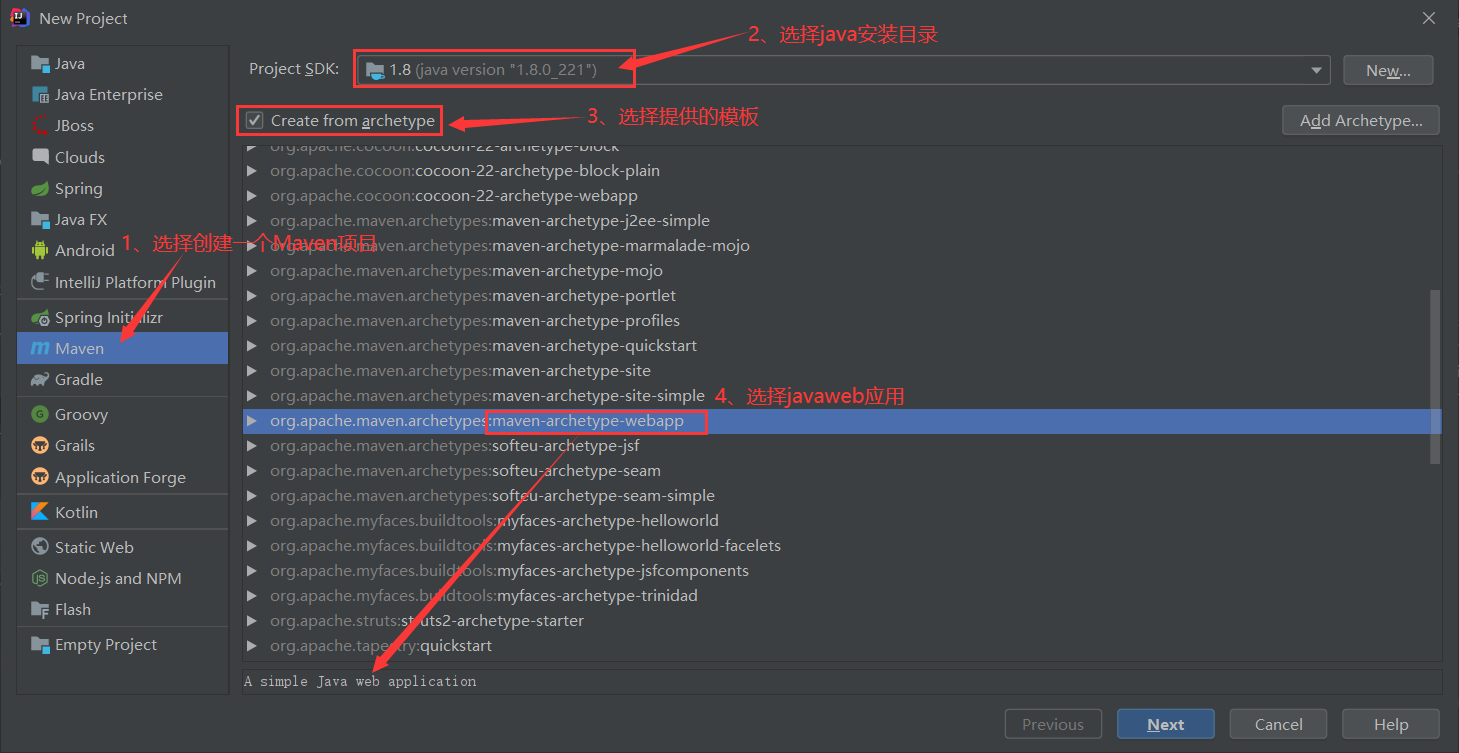 New Project
2、选择java安装目录
Project SDK:
1.8 (java version "1.8.0_221")
New...
3、选择提供的模板
Create from archetype
Add Archetype...
Java
Java Enterprise
JBoss
Clouds
Spring
Java FX
Android
1、选择创建一个Maven项目
IntelliJ Platform Plugin
Spring Initializr
Maven
Gradle
Groovy
Grails
Application Forge
Kotlin
Static Web
Node.js and NPM
Flash
Empty Project
org.apache.cocoon:cocoon-22-archetype-block
org.apache.cocoon:cocoon-22-archetype-block-plain
org.apache.cocoon:cocoon-22-archetype-webapp
org.apache.maven.archetypes:maven-archetype-j2ee-simple
org.apache.maven.archetypes:maven-archetype-marmalade-mojo
org.apache.maven.archetypes:maven-archetype-mojo
org.apache.maven.archetypes:maven-archetype-portlet
org.apache.maven.archetypes:maven-archetype-profiles
org.apache.maven.archetypes:maven-archetype-quickstart
org.apache.maven.archetypes:maven-archetype-site
org.apache.maven.archetypes:maven-archetype-site-simple
4、选择javaweb应用
org.apache.maven.archetypes:maven-archetype-webapp
org.apache.maven.archetypes:softeu-archetype-jsf
org.apache.maven.archetypes:softeu-archetype-seam
org.apache.maven.archetypes:softeu-archetype-seam-simple
org.apache.myfaces.buildtools:myfaces-archetype-helloworld
org.apache.myfaces.buildtools:myfaces-archetype-helloworld-facelets
org.apache.myfaces.buildtools:myfaces-archetype-jsfcomponents
org.apache.myfaces.buildtools:myfaces-archetype-trinidad
org.apache.struts:struts2-archetype-starter
org.apache.tapestry:quickstart
A simple Java web application
Previous
Next
Cancel
Help